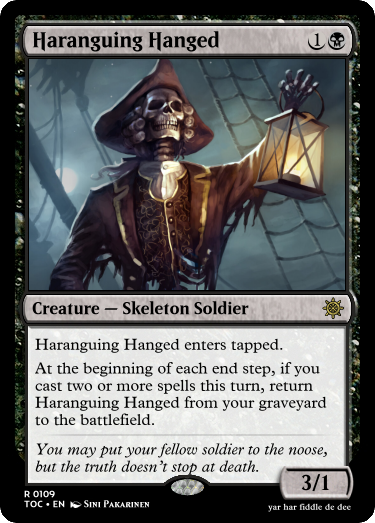 Haranguing Hanged 1
Creature — Skeleton Soldier
Haranguing Hanged enters tapped.
At the beginning of each end step, if you
cast two or more spells this turn, return
Haranguing Hanged from your graveyard
to the battlefield.
You may put your fellow soldier to the noose,
but the truth doesn't stop at death.
3/1
R 0109
TOC • EN Sini Pakarinen
yar har fiddle de dee